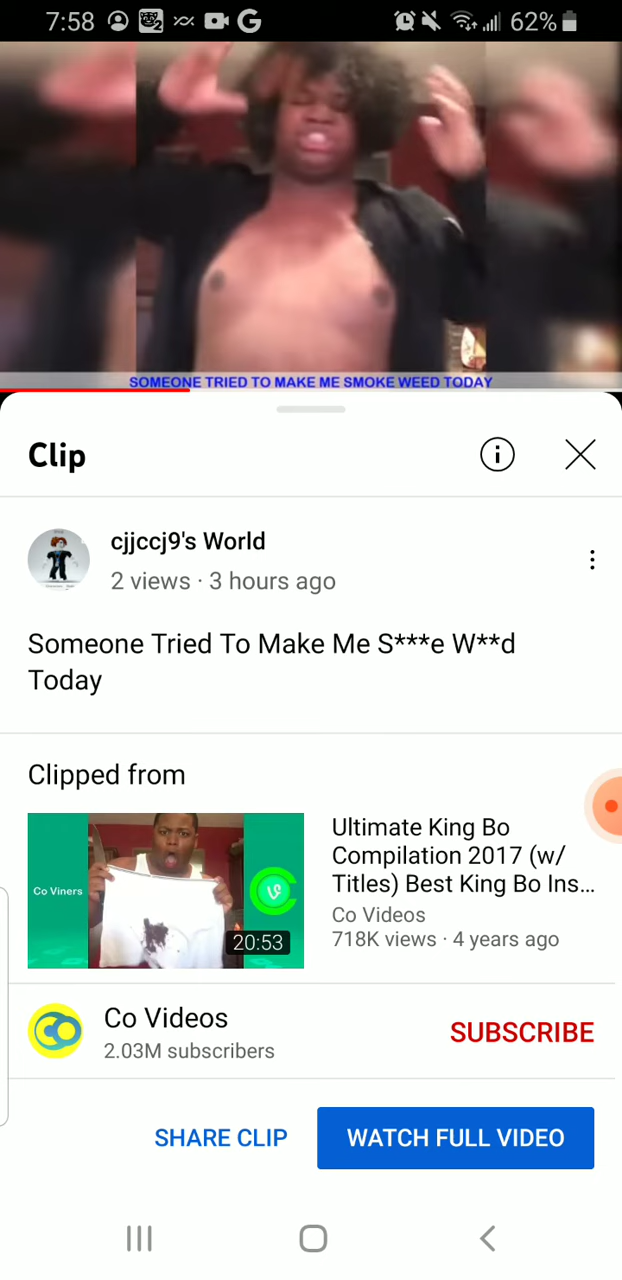 7:58
62%
SOMEONE TRIED TO MAKE ME SMOKE WEED TODAY
Clip
cjjccj9's World
2 views · 3 hours ago
Someone Tried To Make Me S***e W**d
Today
Clipped from
Co Viners
20:53
Ultimate King Bo
Compilation 2017 (w/
Titles) Best King Bo Ins...
Co Videos
718K views · 4 years ago
Co Videos
2.03M subscribers
SUBSCRIBE
SHARE CLIP
WATCH FULL VIDEO